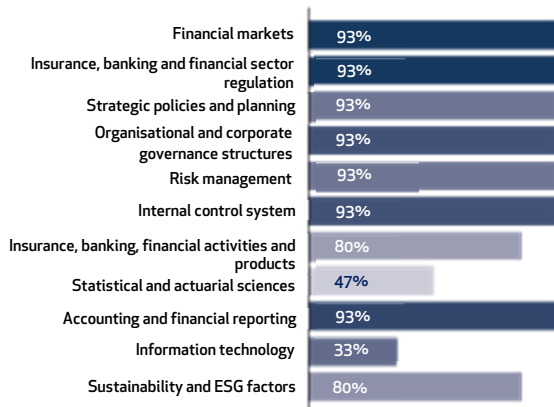 Financial markets 93%
Insurance, banking and financial sector
regulation 93%
Strategic policies and planning 93%
Organisational and corporate
governance structures 93%
Risk management 93%
Internal control system 93%
Insurance, banking, financial activities and
products 80%
Statistical and actuarial sciences 47%
Accounting and financial reporting 93%
Information technology 33%
Sustainability and ESG factors 80%